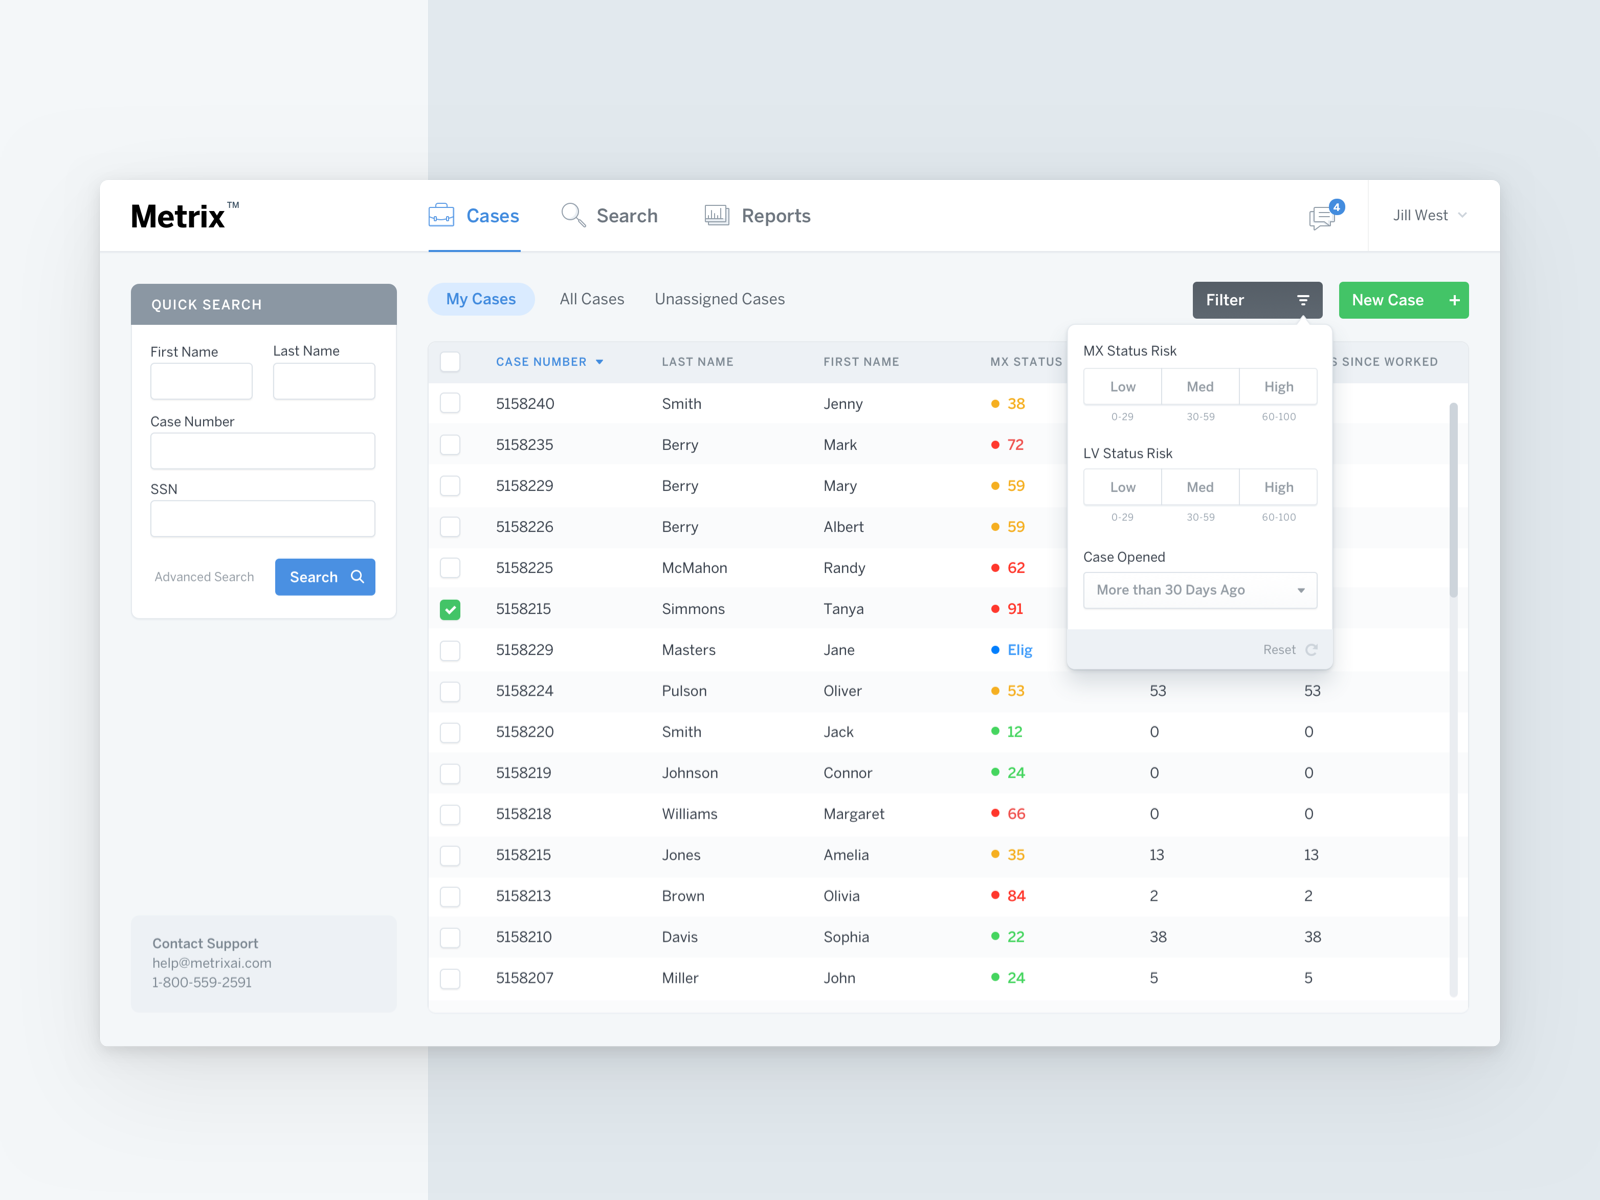 Metrix™
Cases
Search
Reports
4
Jill West
QUICK SEARCH
First Name
Last Name
Case Number
SSN
Advanced Search
Search
Contact Support
help@metrixai.com
1-800-559-2591
My Cases
All Cases
Unassigned Cases
Filter
New Case +
CASE NUMBER LAST NAME FIRST NAME MX STATUS S SINCE WORKED
5158240 Smith Jenny 38
5158235 Berry Mark 72
5158229 Berry Mary 59
5158226 Berry Albert 59
5158225 McMahon Randy 62
5158215 Simmons Tanya 91
5158229 Masters Jane Elig
5158224 Pulson Oliver 53 53 53
5158220 Smith Jack 12 0 0
5158219 Johnson Connor 24 0 0
5158218 Williams Margaret 66 0 0
5158215 Jones Amelia 35 13 13
5158213 Brown Olivia 84 2 2
5158210 Davis Sophia 22 38 38
5158207 Miller John 24 5 5
MX Status Risk
Low Med High
0-29 30-59 60-100
LV Status Risk
Low Med High
0-29 30-59 60-100
Case Opened
More than 30 Days Ago
Reset